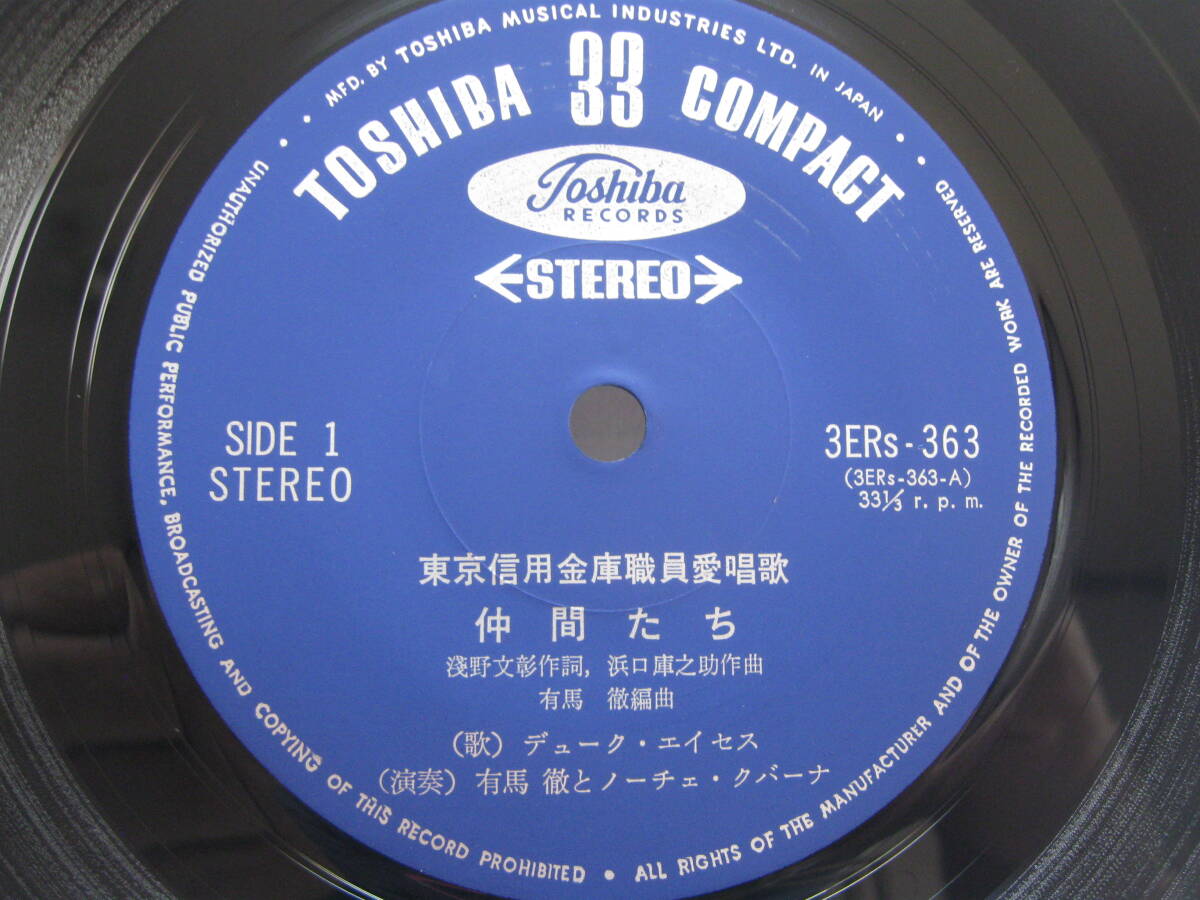 MFD. BY TOSHIBA MUSICAL INDUSTRIES LTD. IN JAPAN
TOSHIBA 33 COMPACT
Toshiba
RECORDS
STEREO
SIDE 1
STEREO
3ERs-363
(3ERs-363-A)
33⅓ r.p.m.
東京信用金庫職員愛唱歌
仲間たち
淺野文彰作詞, 浜口庫之助作曲
有馬 徹編曲
(歌) デューク・エイセス
(演奏) 有馬 徹とノーチェ・クバーナ
UNAUTHORIZED PUBLIC PERFORMANCE, BROADCASTING AND COPYING OF THIS RECORD PROHIBITED • ALL RIGHTS OF THE MANUFACTURER AND OF THE OWNER OF THE RECORDED WORK ARE RESERVED